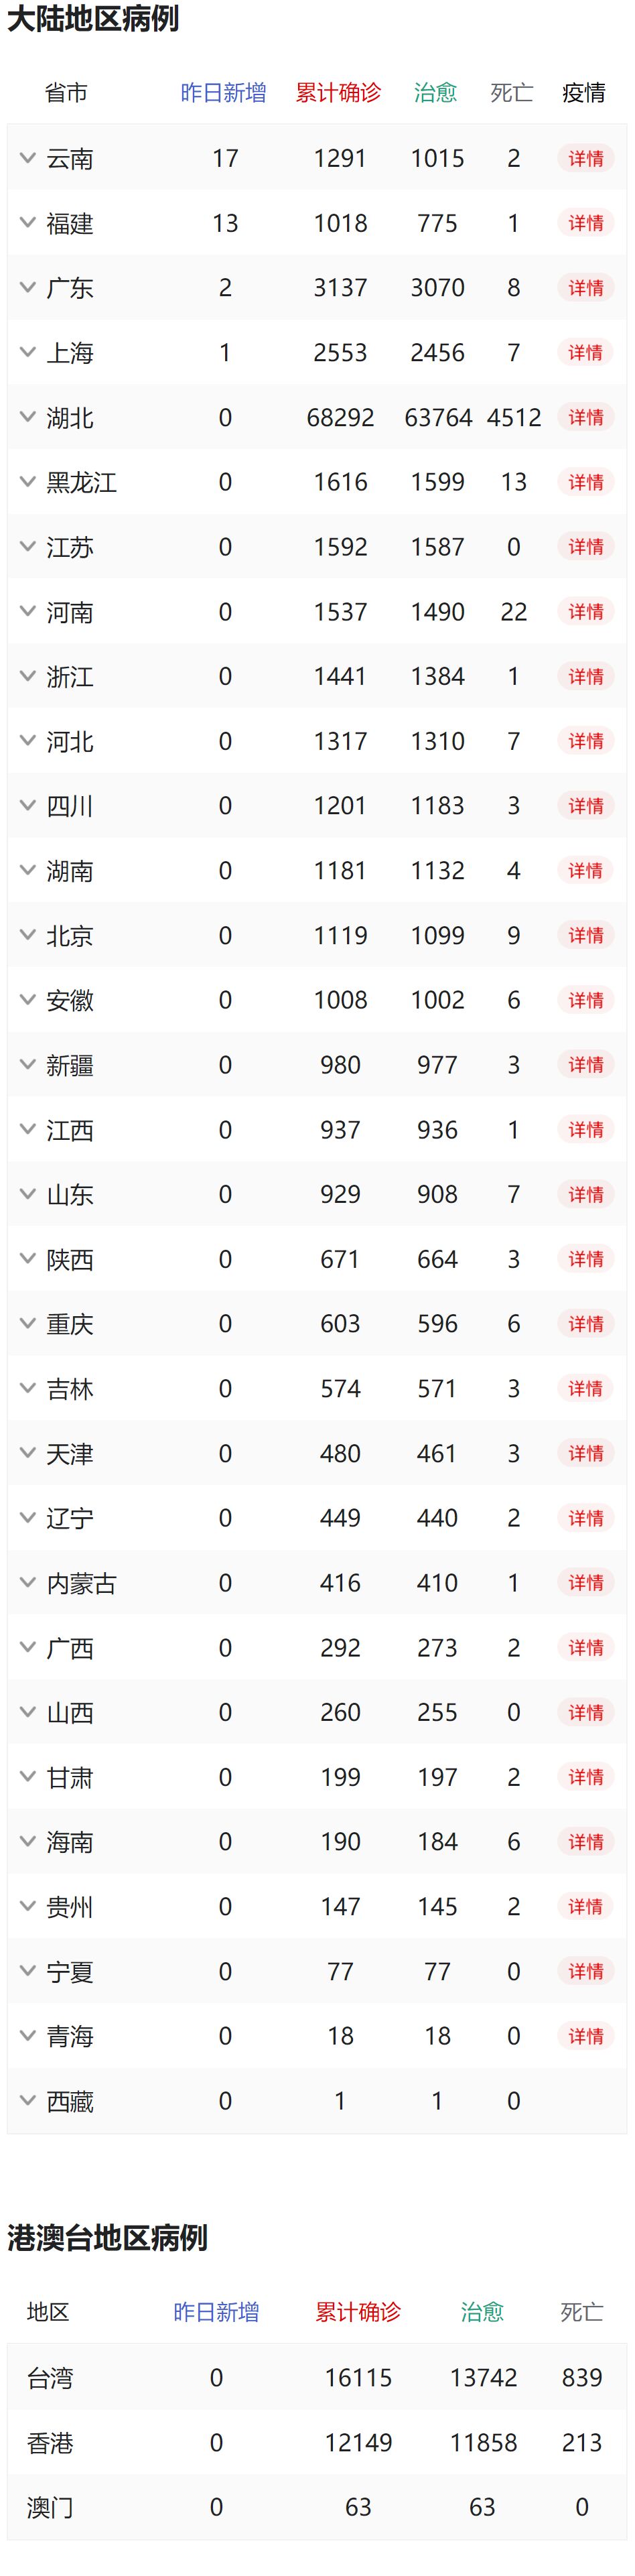 大陆地区病例
省市 昨日新增 累计确诊 治愈 死亡 疫情
云南 17 1291 1015 2 详情
福建 13 1018 775 1 详情
广东 2 3137 3070 8 详情
上海 1 2553 2456 7 详情
湖北 0 68292 63764 4512 详情
黑龙江 0 1616 1599 13 详情
江苏 0 1592 1587 0 详情
河南 0 1537 1490 22 详情
浙江 0 1441 1384 1 详情
河北 0 1317 1310 7 详情
四川 0 1201 1183 3 详情
湖南 0 1181 1132 4 详情
北京 0 1119 1099 9 详情
安徽 0 1008 1002 6 详情
新疆 0 980 977 3 详情
江西 0 937 936 1 详情
山东 0 929 908 7 详情
陕西 0 671 664 3 详情
重庆 0 603 596 6 详情
吉林 0 574 571 3 详情
天津 0 480 461 3 详情
辽宁 0 449 440 2 详情
内蒙古 0 416 410 1 详情
广西 0 292 273 2 详情
山西 0 260 255 0 详情
甘肃 0 199 197 2 详情
海南 0 190 184 6 详情
贵州 0 147 145 2 详情
宁夏 0 77 77 0 详情
青海 0 18 18 0 详情
西藏 0 1 1 0
港澳台地区病例
地区 昨日新增 累计确诊 治愈 死亡
台湾 0 16115 13742 839
香港 0 12149 11858 213
澳门 0 63 63 0